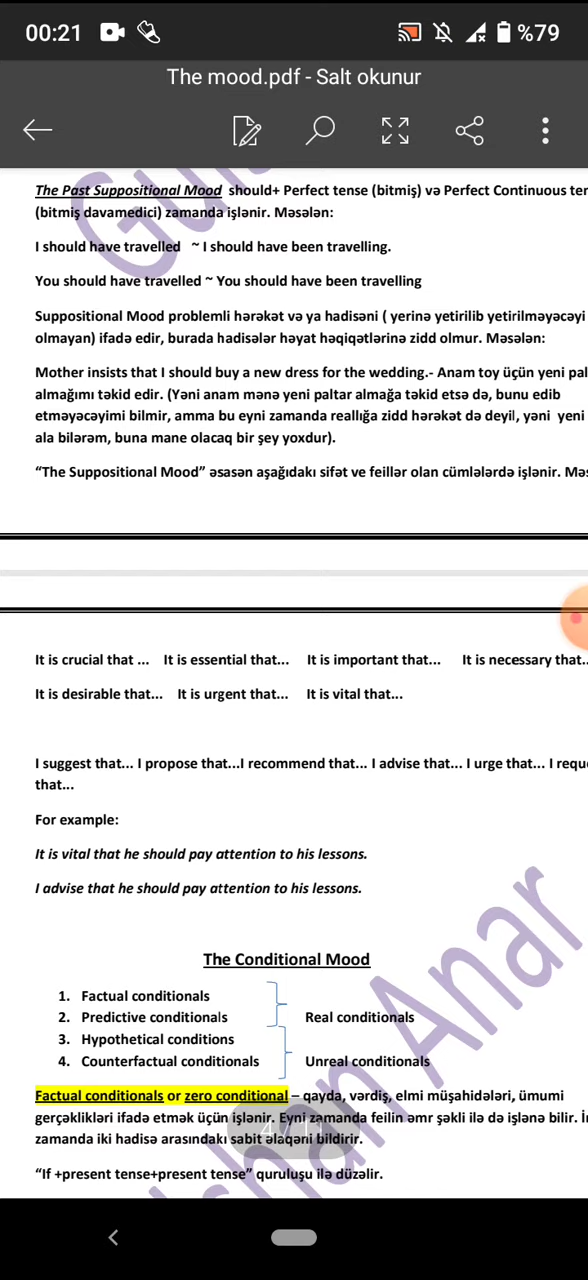 00:21
%79
The mood.pdf - Salt okunur
The Past Suppositional Mood should+ Perfect tense (bitmiş) və Perfect Continuous
(bitmiş davamedici) zamanda işlənir. Məsələn:
I should have travelled ~ I should have been travelling.
You should have travelled ~ You should have been travelling
Suppositional Mood problemli hərəkət və ya hadisəni ( yerinə yetirilib yetirilməyəcəyi
olmayan) ifadə edir, burada hadisələr həyat həqiqətlərinə zidd olmur. Məsələn:
Mother insists that I should buy a new dress for the wedding.- Anam toy üçün yeni
almağımı təkid edir. (Yəni anam mənə yeni paltar almağa təkid etsə də, bunu edib
etməyəcəyimi bilmir, amma bu eyni zamanda reallığa zidd hərəkət də deyil, yəni yeni
ala bilərəm, buna mane olacaq bir şey yoxdur).
“The Suppositional Mood” əsasən aşağıdakı sifət ve feillər olan cümlələrdə işlənir.
It is crucial that ... It is essential that... It is important that... It is necessary that..
It is desirable that... It is urgent that... It is vital that...
I suggest that... I propose that...I recommend that... I advise that... I urge that... I
that...
For example:
It is vital that he should pay attention to his lessons.
I advise that he should pay attention to his lessons.
Anar
The Conditional Mood
1. Factual conditionals
2. Predictive conditionals Real conditionals
3. Hypothetical conditions
4. Counterfactual conditionals Unreal conditionals
Factual conditionals or zero conditional – qayda, vərdiş, elmi müşahidələri, ümumi
gerçəklikləri ifadə etmək üçün işlənir. Eyni zamanda feilin əmr şəkli ilə də işlənə bilir.
zamanda iki hadisə arasındakı sabit əlaqəni bildirir.
“If +present tense+present tense” quruluşu ilə düzəlir.